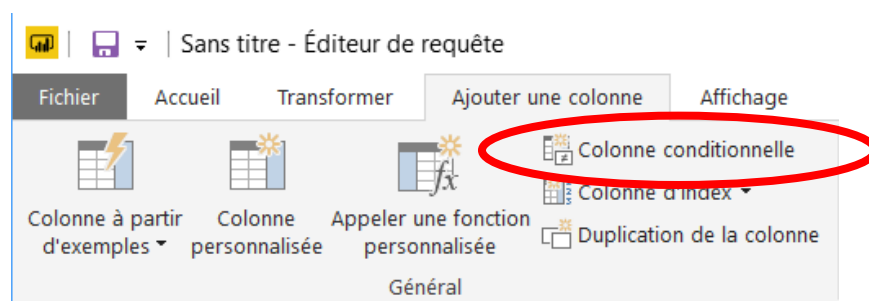 Sans titre - Éditeur de requête
Fichier Accueil Transformer Ajouter une colonne Affichage
Colonne à partir d'exemples
Colonne personnalisée
Appeler une fonction personnalisée
Colonne conditionnelle
Colonne d'index
Duplication de la colonne
Général